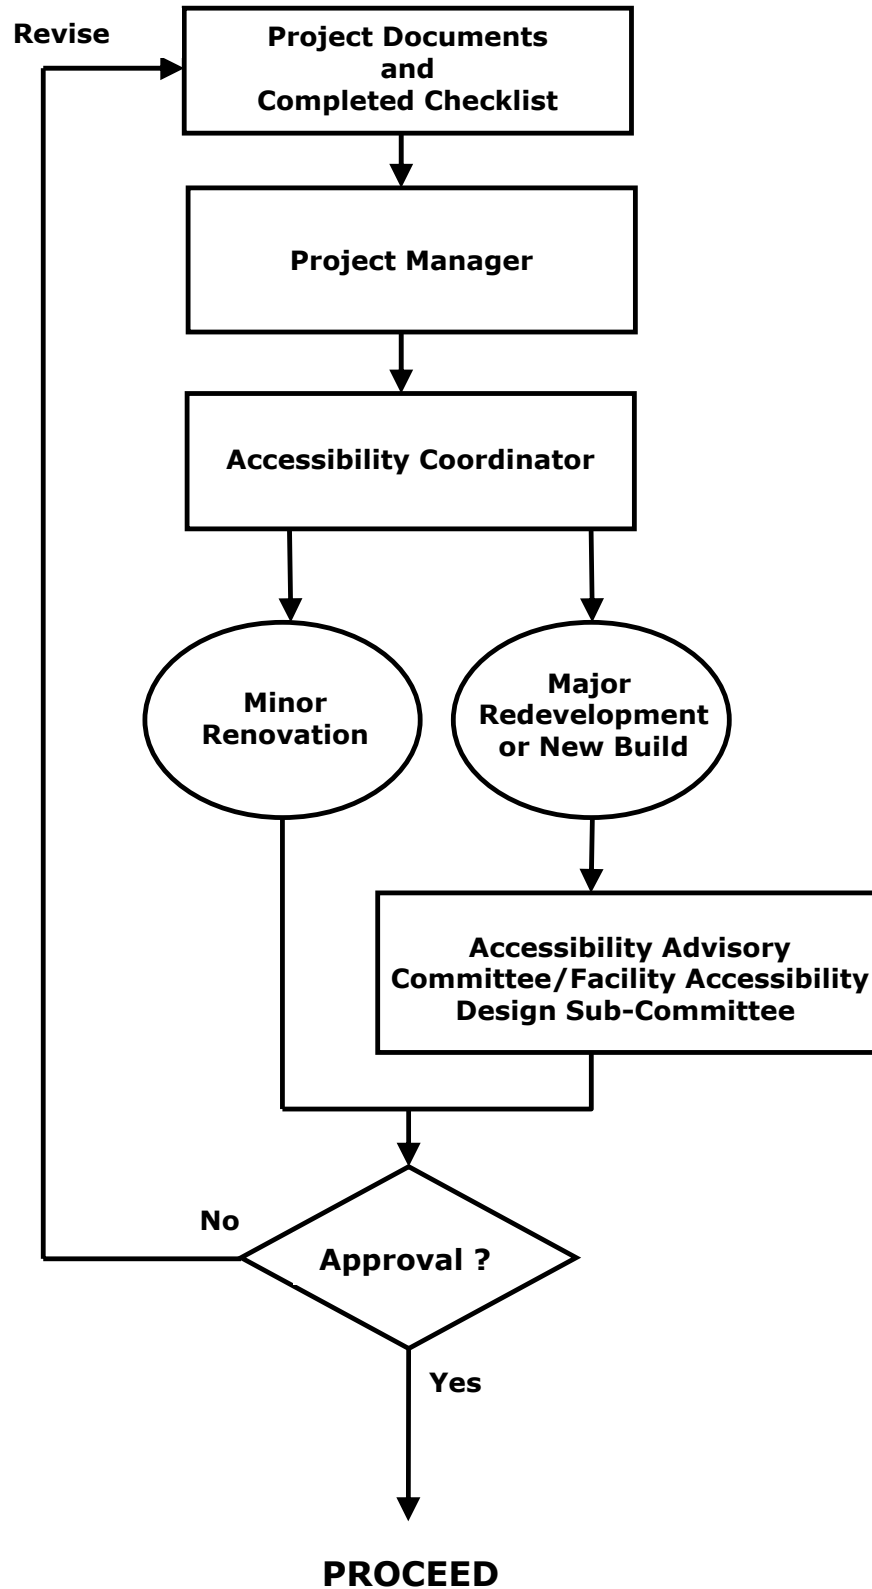 Revise
Project Documents
and
Completed Checklist
Project Manager
Accessibility Coordinator
Minor
Renovation
Major
Redevelopment
or New Build
Accessibility Advisory
Committee/Facility Accessibility
Design Sub-Committee
No
Approval ?
Yes
PROCEED